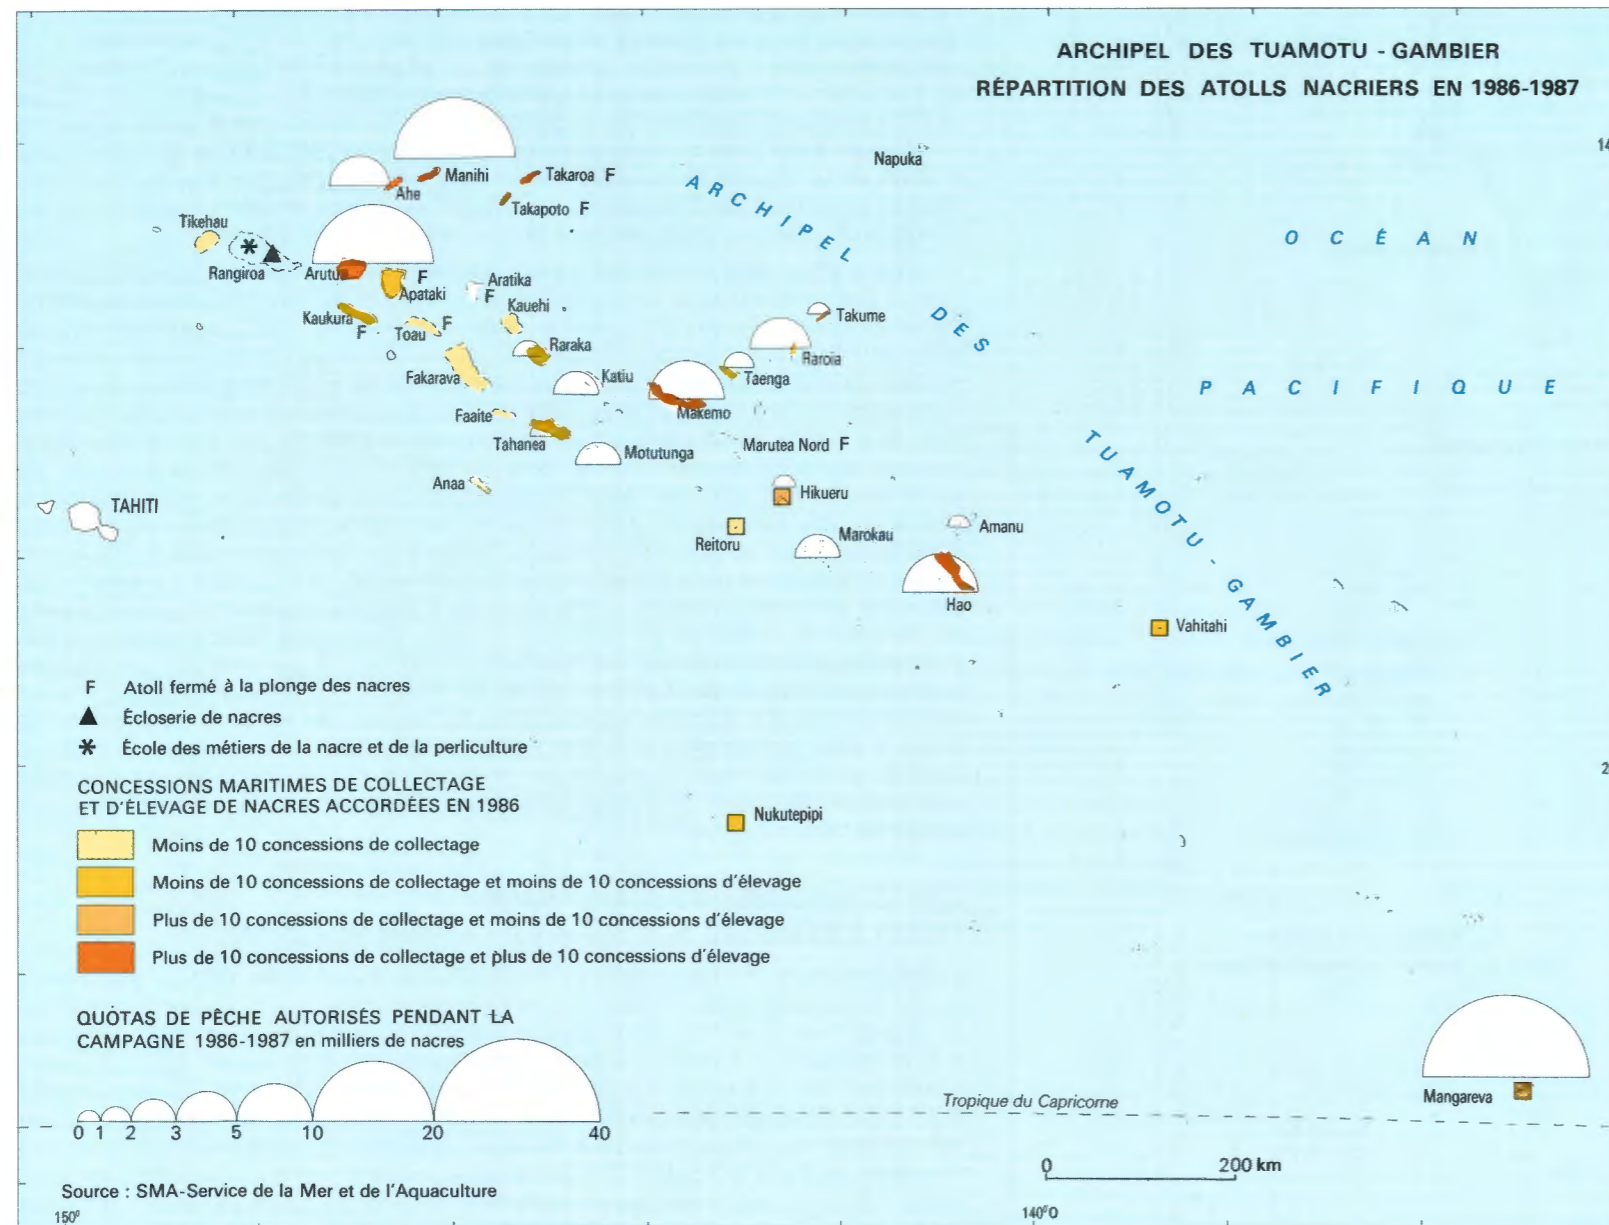 ARCHIPEL DES TUAMOTU - GAMBIER
RÉPARTITION DES ATOLLS NACRIERS EN 1986-1987
Napuka
Manihi
Takaroa F
Ahe
Takapoto F
Tikehau
Rangiroa
Arutua
F
Apataki
Aratika
F
Kauehi
Kaukura
F
Toau
F
Takume
Raraka
Raroia
Fakarava
Katiu
Taenga
Makemo
Faaite
Tahanea
Motutunga
Marutea Nord F
Anaa
Hikueru
TAHITI
Reitoru
Marokau
Amanu
Hao
Vahitahi
Nukutepipi
Mangareva
ARCHIPEL DES TUAMOTU - GAMBIER
OCÉAN
PACIFIQUE
F Atoll fermé à la plonge des nacres
Écloserie de nacres
École des métiers de la nacre et de la perliculture
CONCESSIONS MARITIMES DE COLLECTAGE
ET D'ÉLEVAGE DE NACRES ACCORDÉES EN 1986
Moins de 10 concessions de collectage
Moins de 10 concessions de collectage et moins de 10 concessions d'élevage
Plus de 10 concessions de collectage et moins de 10 concessions d'élevage
Plus de 10 concessions de collectage et plus de 10 concessions d'élevage
QUOTAS DE PÊCHE AUTORISÉS PENDANT LA
CAMPAGNE 1986-1987 en milliers de nacres
0 1 2 3 5 10 20 40
Tropique du Capricorne
0 200 km
Source : SMA-Service de la Mer et de l'Aquaculture
150°
140°O